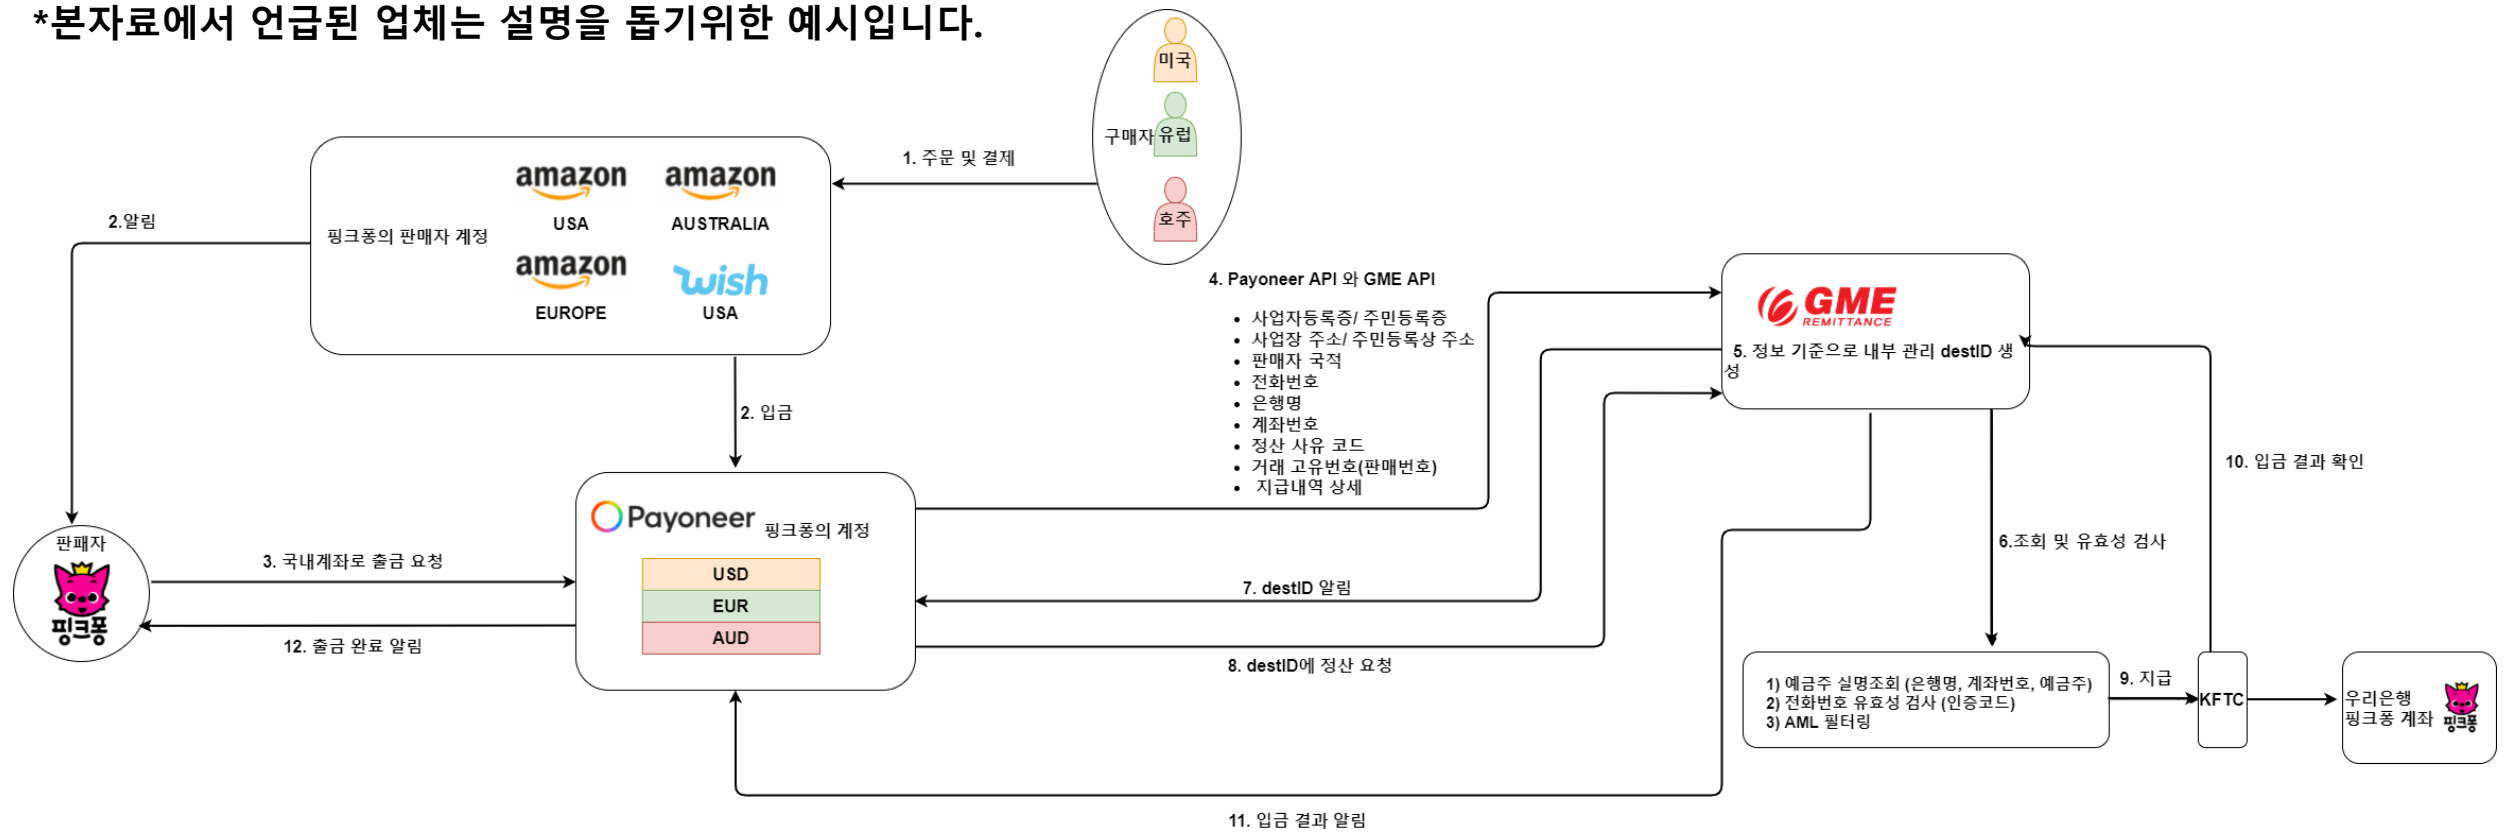 *본자료에서 언급된 업체는 설명을 돕기위한 예시입니다.
미국
구매자
유럽
호주
1. 주문 및 결제
핑크퐁의 판매자 계정
amazon
USA
amazon
AUSTRALIA
amazon
EUROPE
wish
USA
2.알림
2. 입금
4. Payoneer API 와 GME API
• 사업자등록증/ 주민등록증
• 사업장 주소/ 주민등록상 주소
• 판매자 국적
• 전화번호
• 은행명
• 계좌번호
• 정산 사유 코드
• 거래 고유번호(판매번호)
• 지급내역 상세
GME
REMITTANCE
5. 정보 기준으로 내부 관리 destID 생
성
10. 입금 결과 확인
6.조회 및 유효성 검사
판패자
핑크퐁
3. 국내계좌로 출금 요청
12. 출금 완료 알림
Payoneer
핑크퐁의 계정
USD
EUR
AUD
7. destID 알림
8. destID에 정산 요청
1) 예금주 실명조회 (은행명, 계좌번호, 예금주)
2) 전화번호 유효성 검사 (인증코드)
3) AML 필터링
9. 지급
KFTC
우리은행
핑크퐁 계좌
핑크퐁
11. 입금 결과 알림